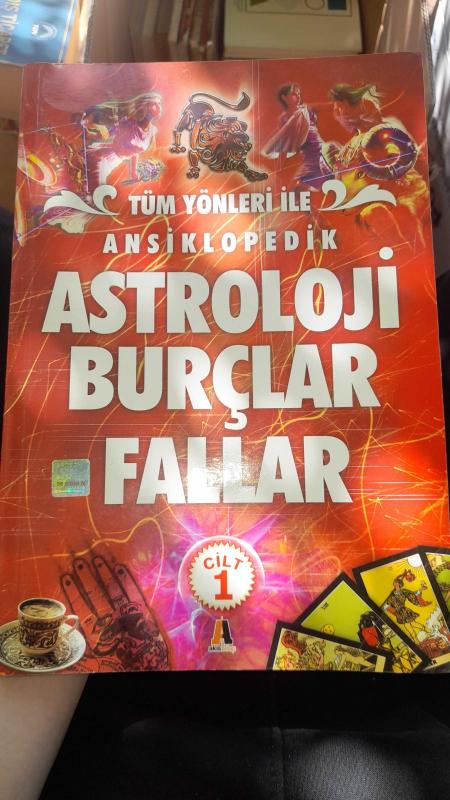 TÜM YÖNLERİ İLE
ANSİKLOPEDİK
ASTROLOJİ
BURÇLAR
FALLAR
CİLT
1